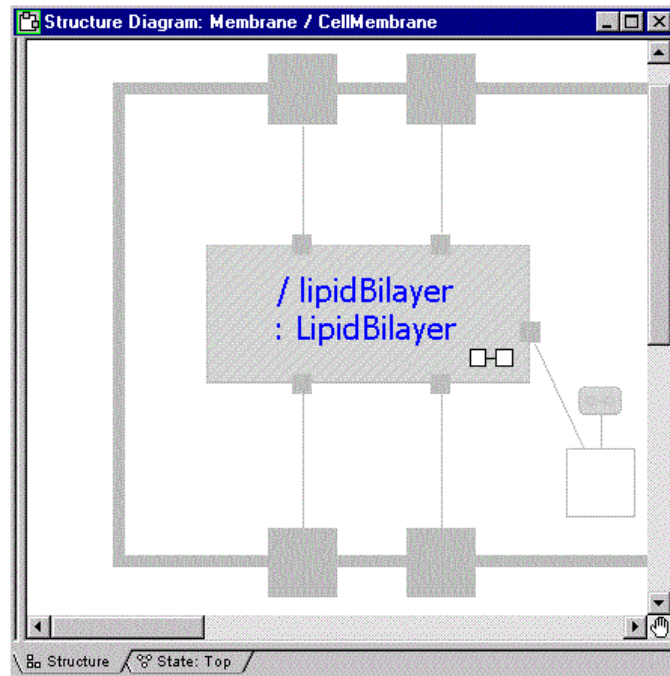 Structure Diagram: Membrane / CellMembrane
/ lipidBilayer
: LipidBilayer
Structure
State: Top